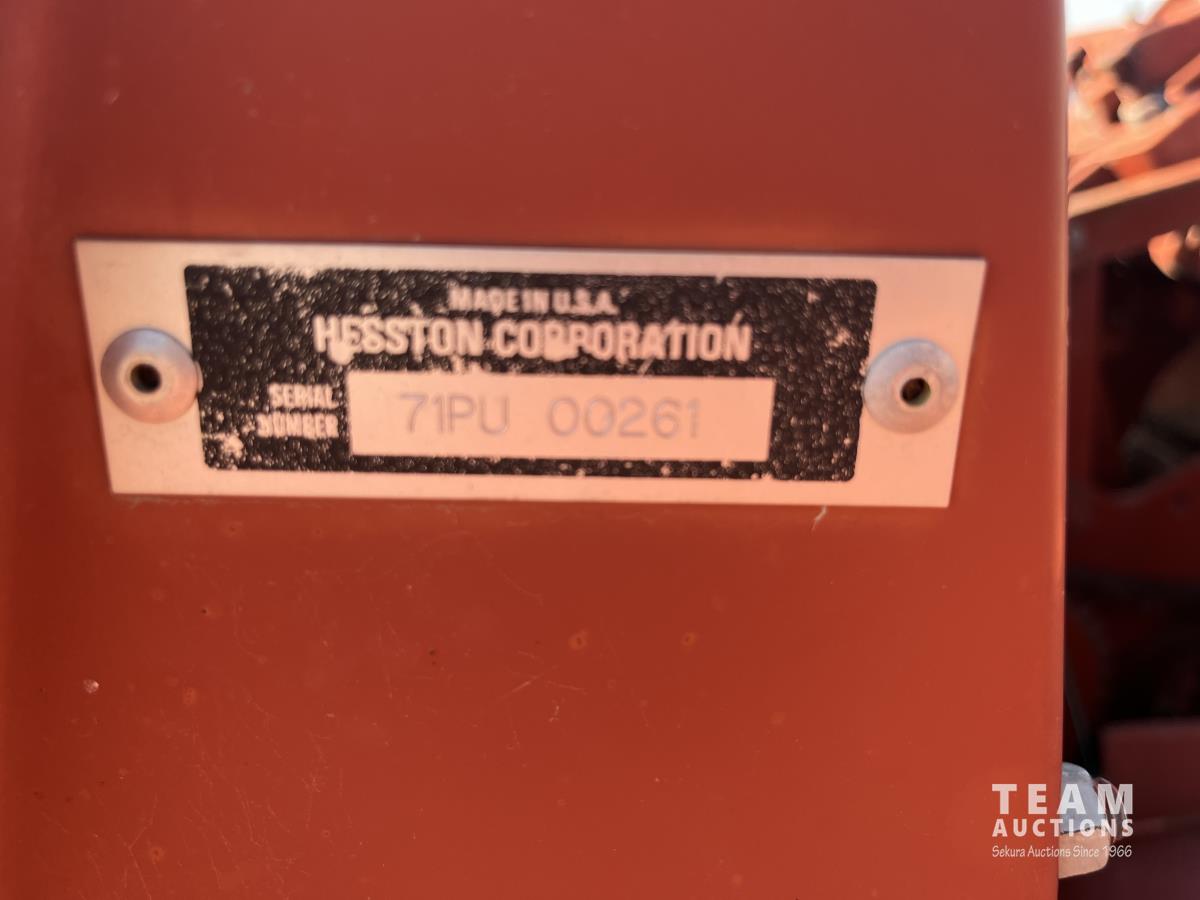 MADE IN U.S.A.
HESSTON CORPORATION
SERIAL
NUMBER
71PU 00261
TEAM
AUCTIONS
Sekura Auctions Since 1966